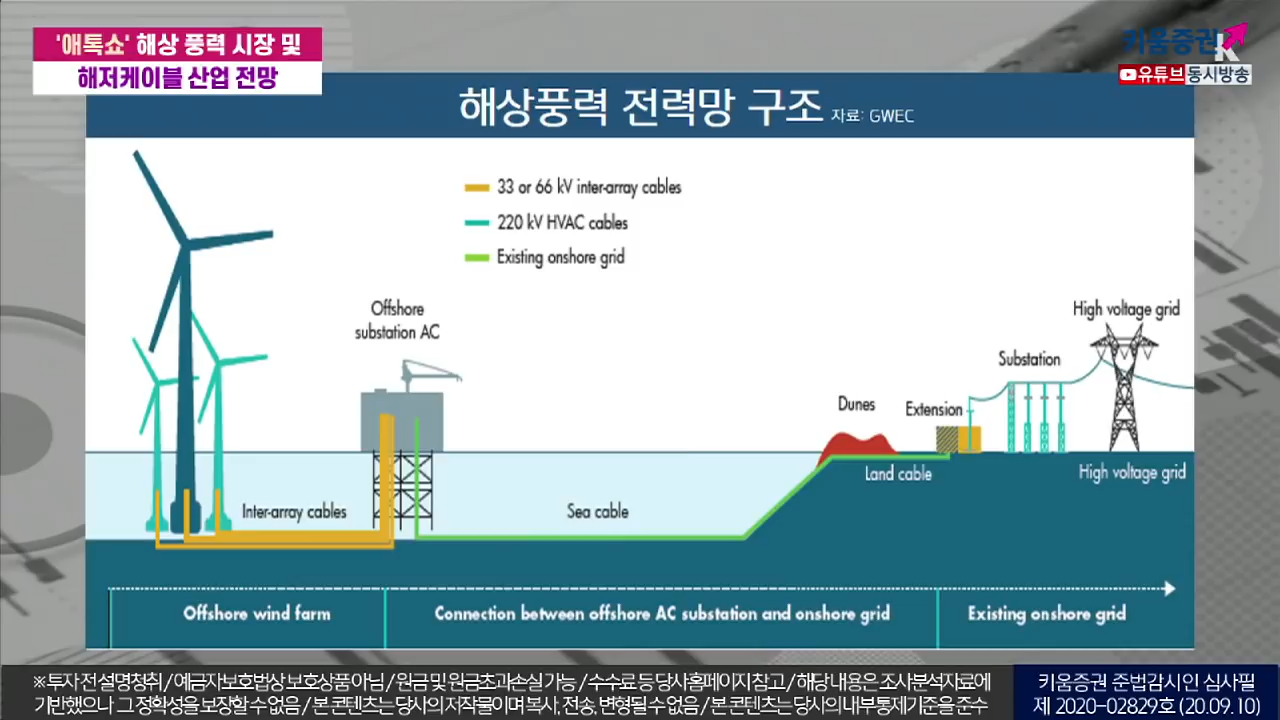 '애톡쇼' 해상 풍력 시장 및
해저케이블 산업 전망
키움증권K
유튜브동시방송
해상풍력 전력망 구조 자료: GWEC
33 or 66 kV inter-array cables
220 kV HVAC cables
Existing onshore grid
Offshore
substation AC
High voltage grid
Substation
Dunes
Extension
Land cable
High voltage grid
Inter-array cables
Sea cable
Offshore wind farm
Connection between offshore AC substation and onshore grid
Existing onshore grid
※ 투자 전 설명청취 / 예금자보호법상 보호상품 아님 / 원금 및 원금초과손실 가능 / 수수료 등 당사홈페이지 참고 / 해당 내용은 조사분석자료에
기반했으나 그 정확성을 보장할 수 없음 / 본 콘텐츠는 당사의 저작물이며 복사, 전송, 변형될 수 없음 / 본 콘텐츠는 당사의 내부통제기준을 준수
키움증권 준법감시인 심사필
제 2020-02829호 (20.09.10)